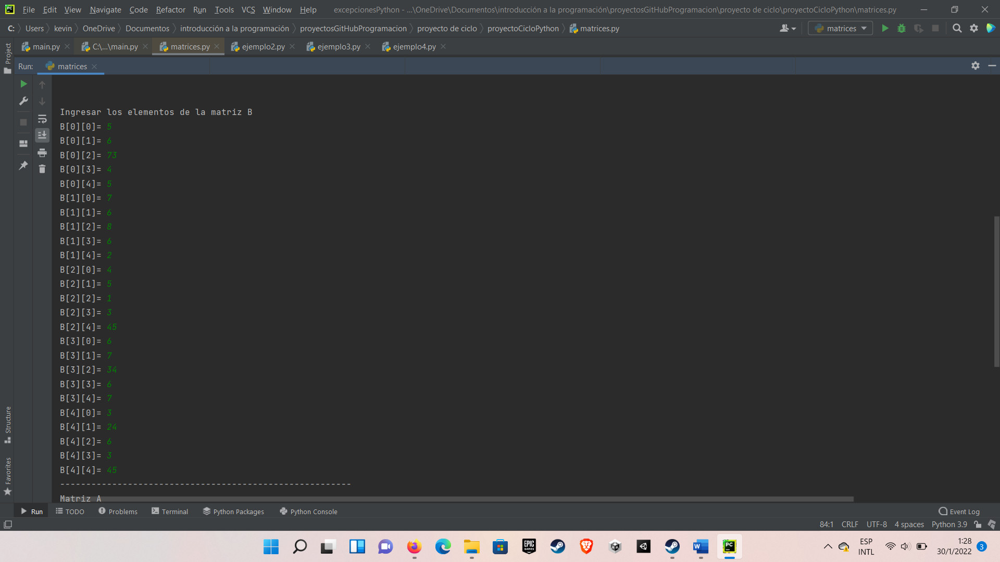 File Edit View Navigate Code Refactor Run Tools VCS Window Help excepcionesPython - ...\OneDrive\Documentos\introducción a la programación\proyectosGitHubProgramacion\proyecto de ciclo\proyectoCicloPython\matrices.py
C: Users kevin OneDrive Documentos introducción a la programación proyectosGitHubProgramacion proyecto de ciclo proyectoCicloPython matrices.py matrices
main.py C:\...\main.py matrices.py ejemplo2.py ejemplo3.py ejemplo4.py
Project
Run: matrices
Ingresar los elementos de la matriz B
B[0][0]= 5
B[0][1]= 6
B[0][2]= 73
B[0][3]= 4
B[0][4]= 5
B[1][0]= 7
B[1][1]= 6
B[1][2]= 8
B[1][3]= 6
B[1][4]= 2
B[2][0]= 4
B[2][1]= 5
B[2][2]= 1
B[2][3]= 3
B[2][4]= 45
B[3][0]= 6
B[3][1]= 7
B[3][2]= 34
B[3][3]= 6
B[3][4]= 7
B[4][0]= 3
B[4][1]= 24
B[4][2]= 6
B[4][3]= 3
B[4][4]= 45
--------------------------------------------------------
Matriz A
Structure
Favorites
Run TODO Problems Terminal Python Packages Python Console Event Log
84:1 CRLF UTF-8 4 spaces Python 3.9
PC
EPIC GAMES
W
PC
ESP
INTL
1:28
30/1/2022
3